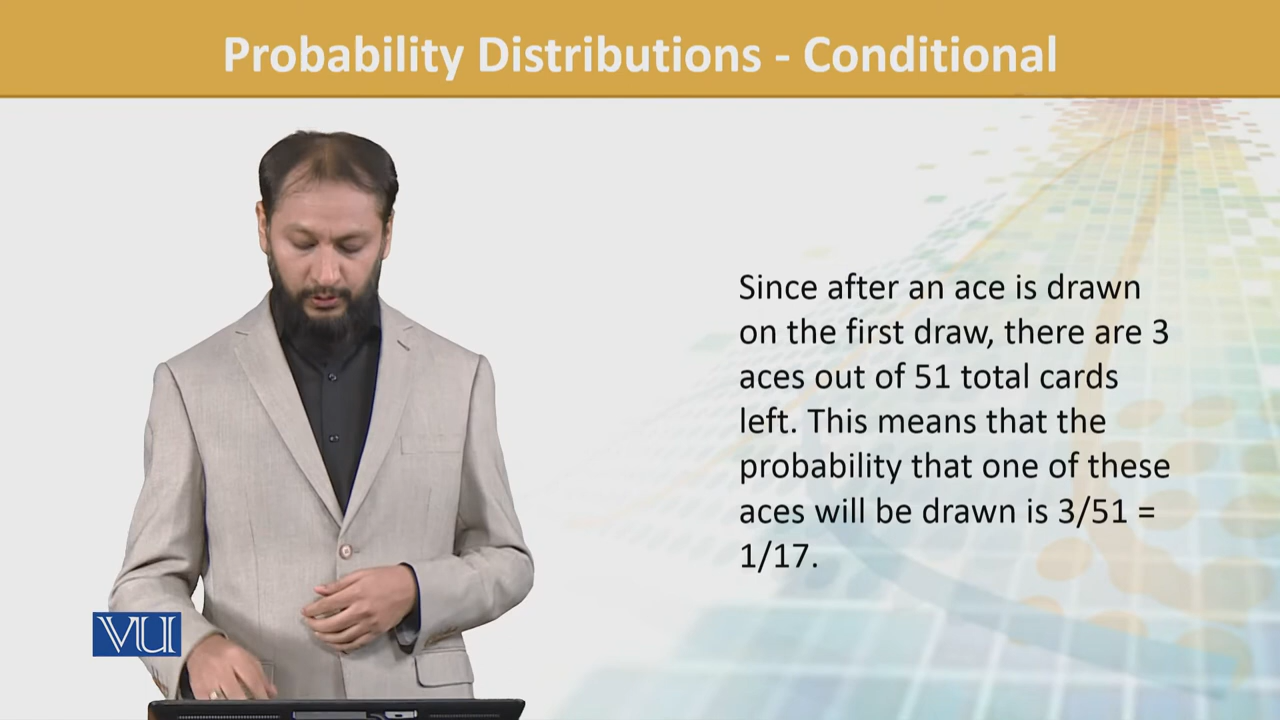 Probability Distributions - Conditional
Since after an ace is drawn
on the first draw, there are 3
aces out of 51 total cards
left. This means that the
probability that one of these
aces will be drawn is 3/51 =
1/17.
VU